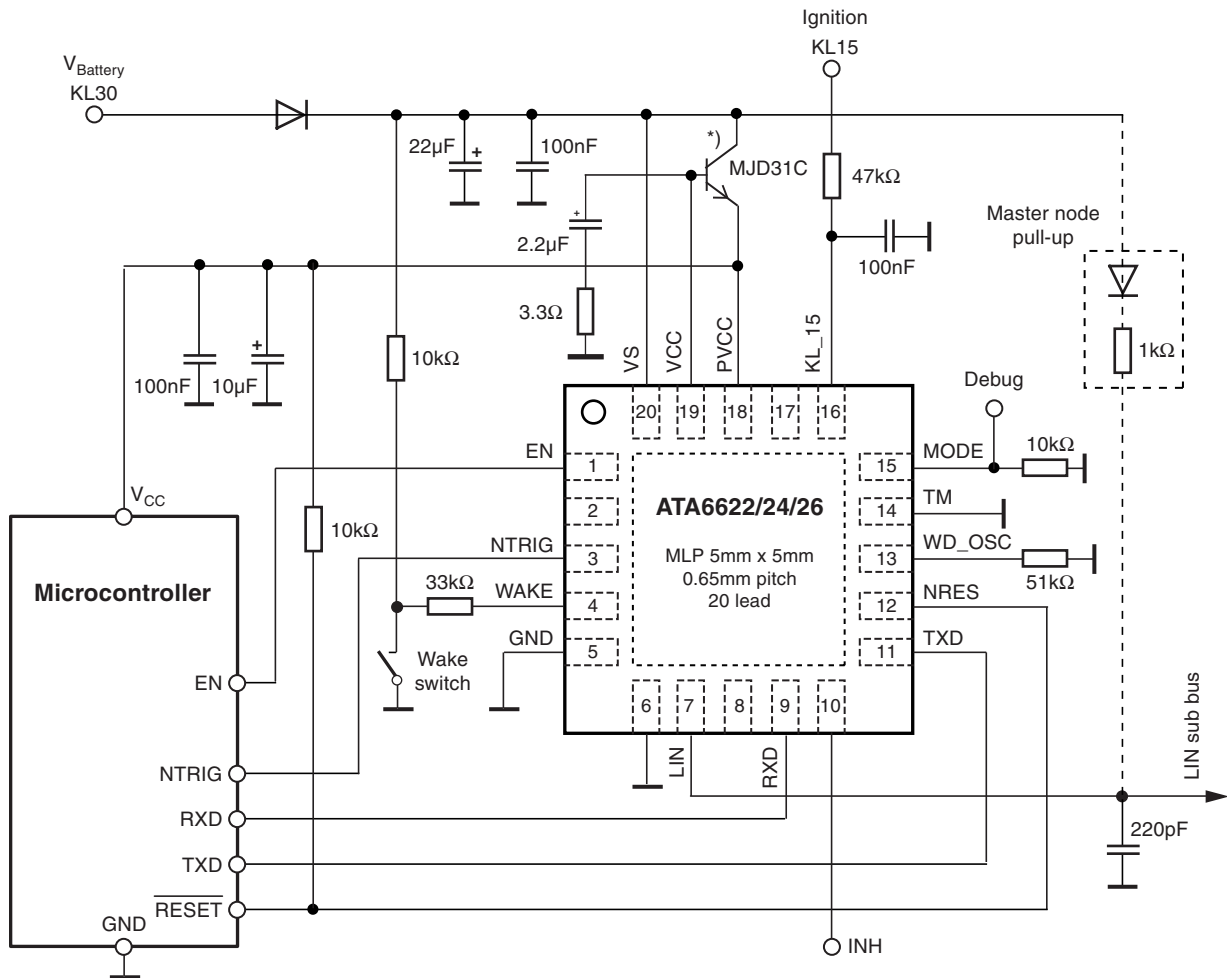 Ignition
KL15
V_Battery
KL30
*)
22µF
+
100nF
MJD31C
47kΩ
+
2.2µF
100nF
Master node
pull-up
3.3Ω
1kΩ
100nF
+
10µF
10kΩ
VS
VCC
PVCC
KL_15
Debug
20
19
18
17
16
EN
1
15
MODE
10kΩ
V_CC
10kΩ
2
ATA6622/24/26
14
TM
NTRIG
3
MLP 5mm x 5mm
0.65mm pitch
20 lead
13
WD_OSC
51kΩ
Microcontroller
33kΩ
WAKE
4
12
NRES
GND
5
11
TXD
Wake
switch
EN
6
7
8
9
10
LIN
RXD
LIN sub bus
NTRIG
RXD
TXD
RESET
GND
220pF
INH